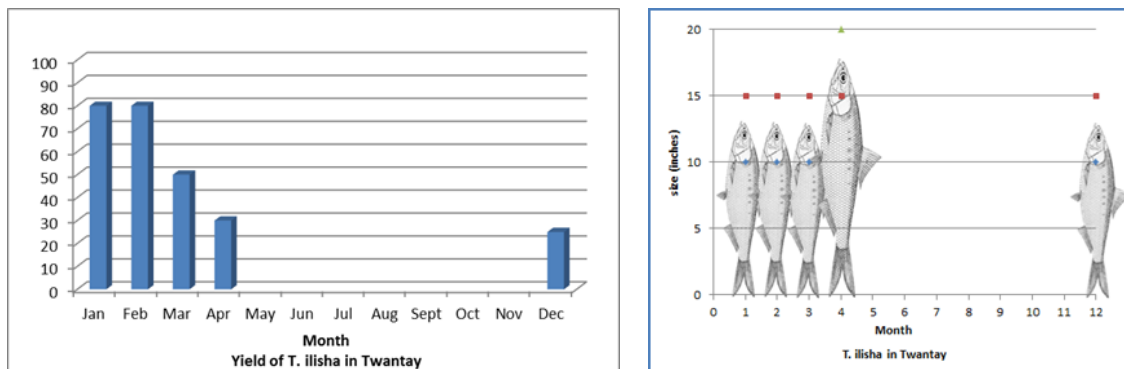 100
90
80
70
60
50
40
30
20
10
0
Jan Feb Mar Apr May Jun Jul Aug Sept Oct Nov Dec
Month
Yield of T. ilisha in Twantay
20
15
10
5
0
size (inches)
0 1 2 3 4 5 6 7 8 9 10 11 12
Month
T. ilisha in Twantay